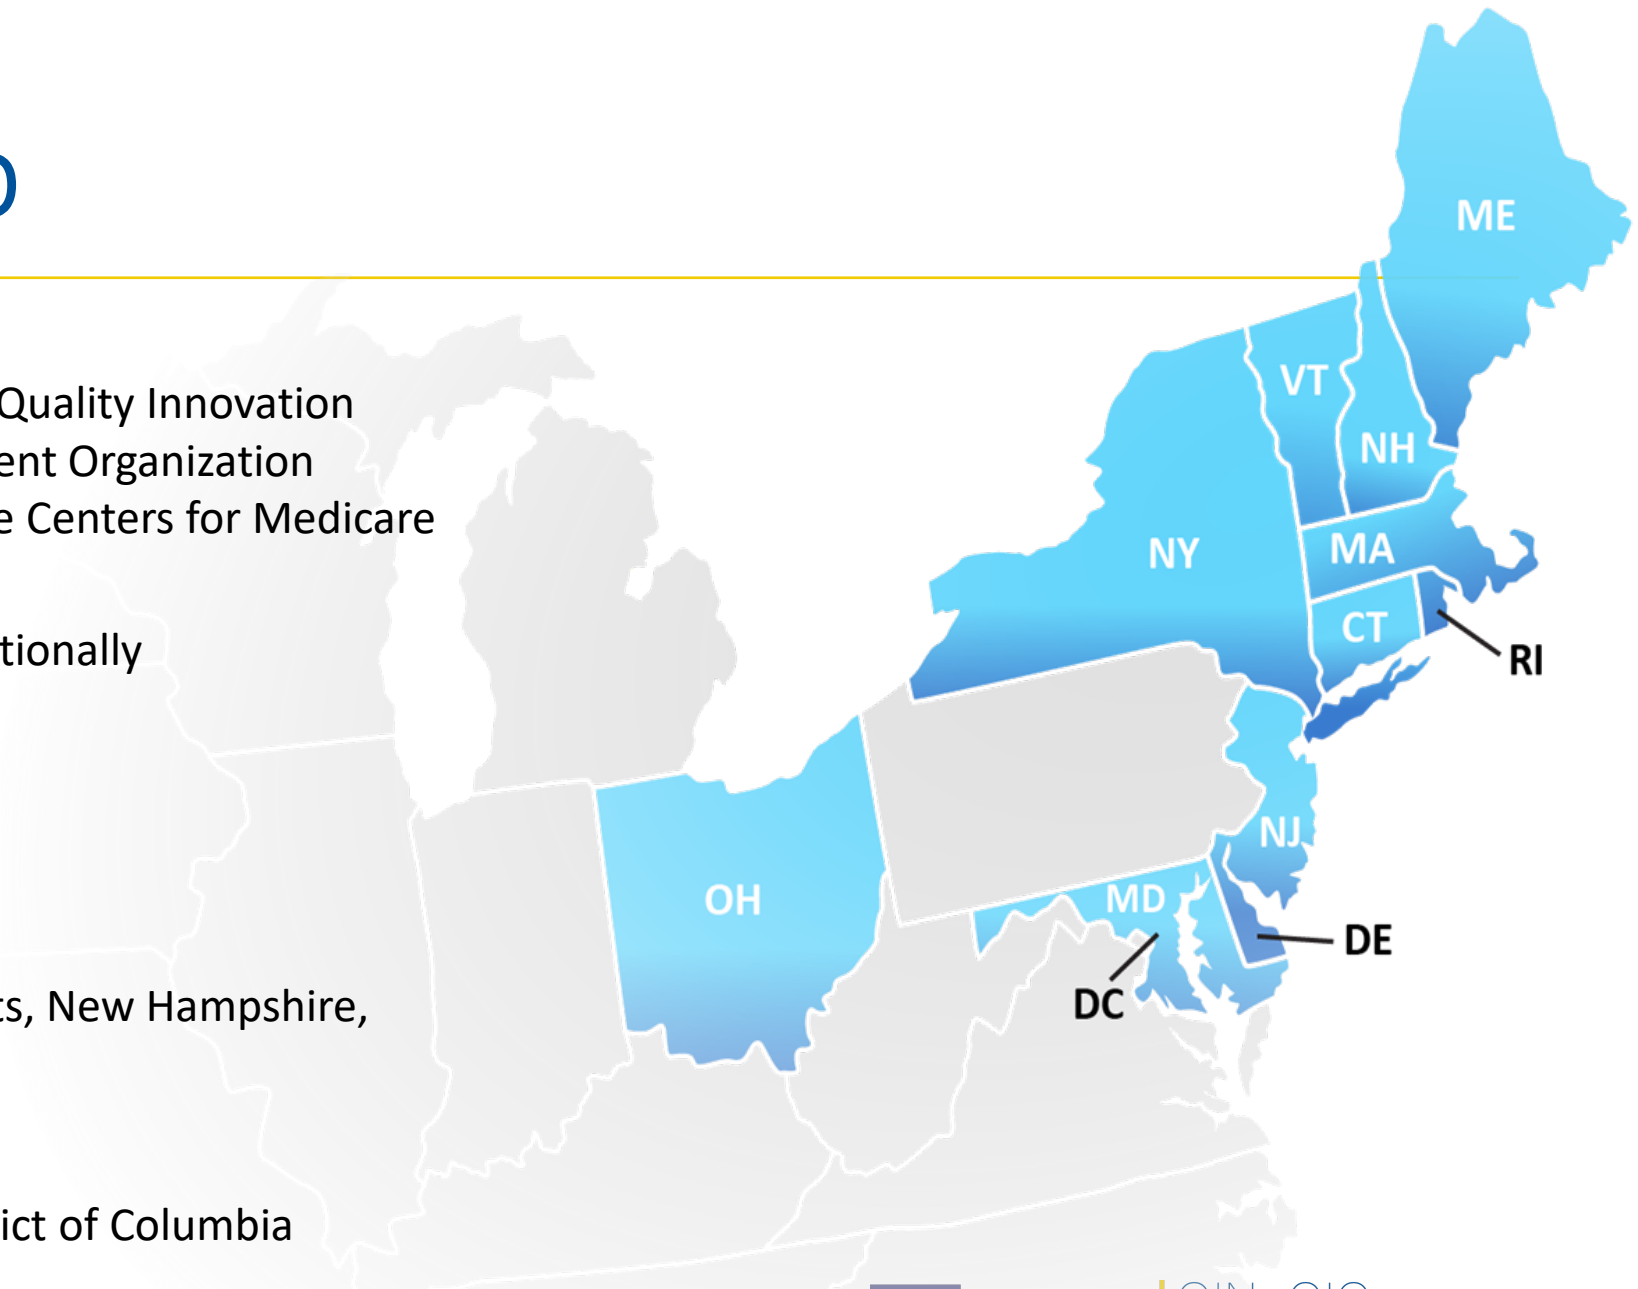 Quality Innovation
ent Organization
e Centers for Medicare
tionally
ts, New Hampshire,
ict of Columbia
ME
VT
NH
NY
MA
CT
RI
NJ
OH
MD
DE
DC